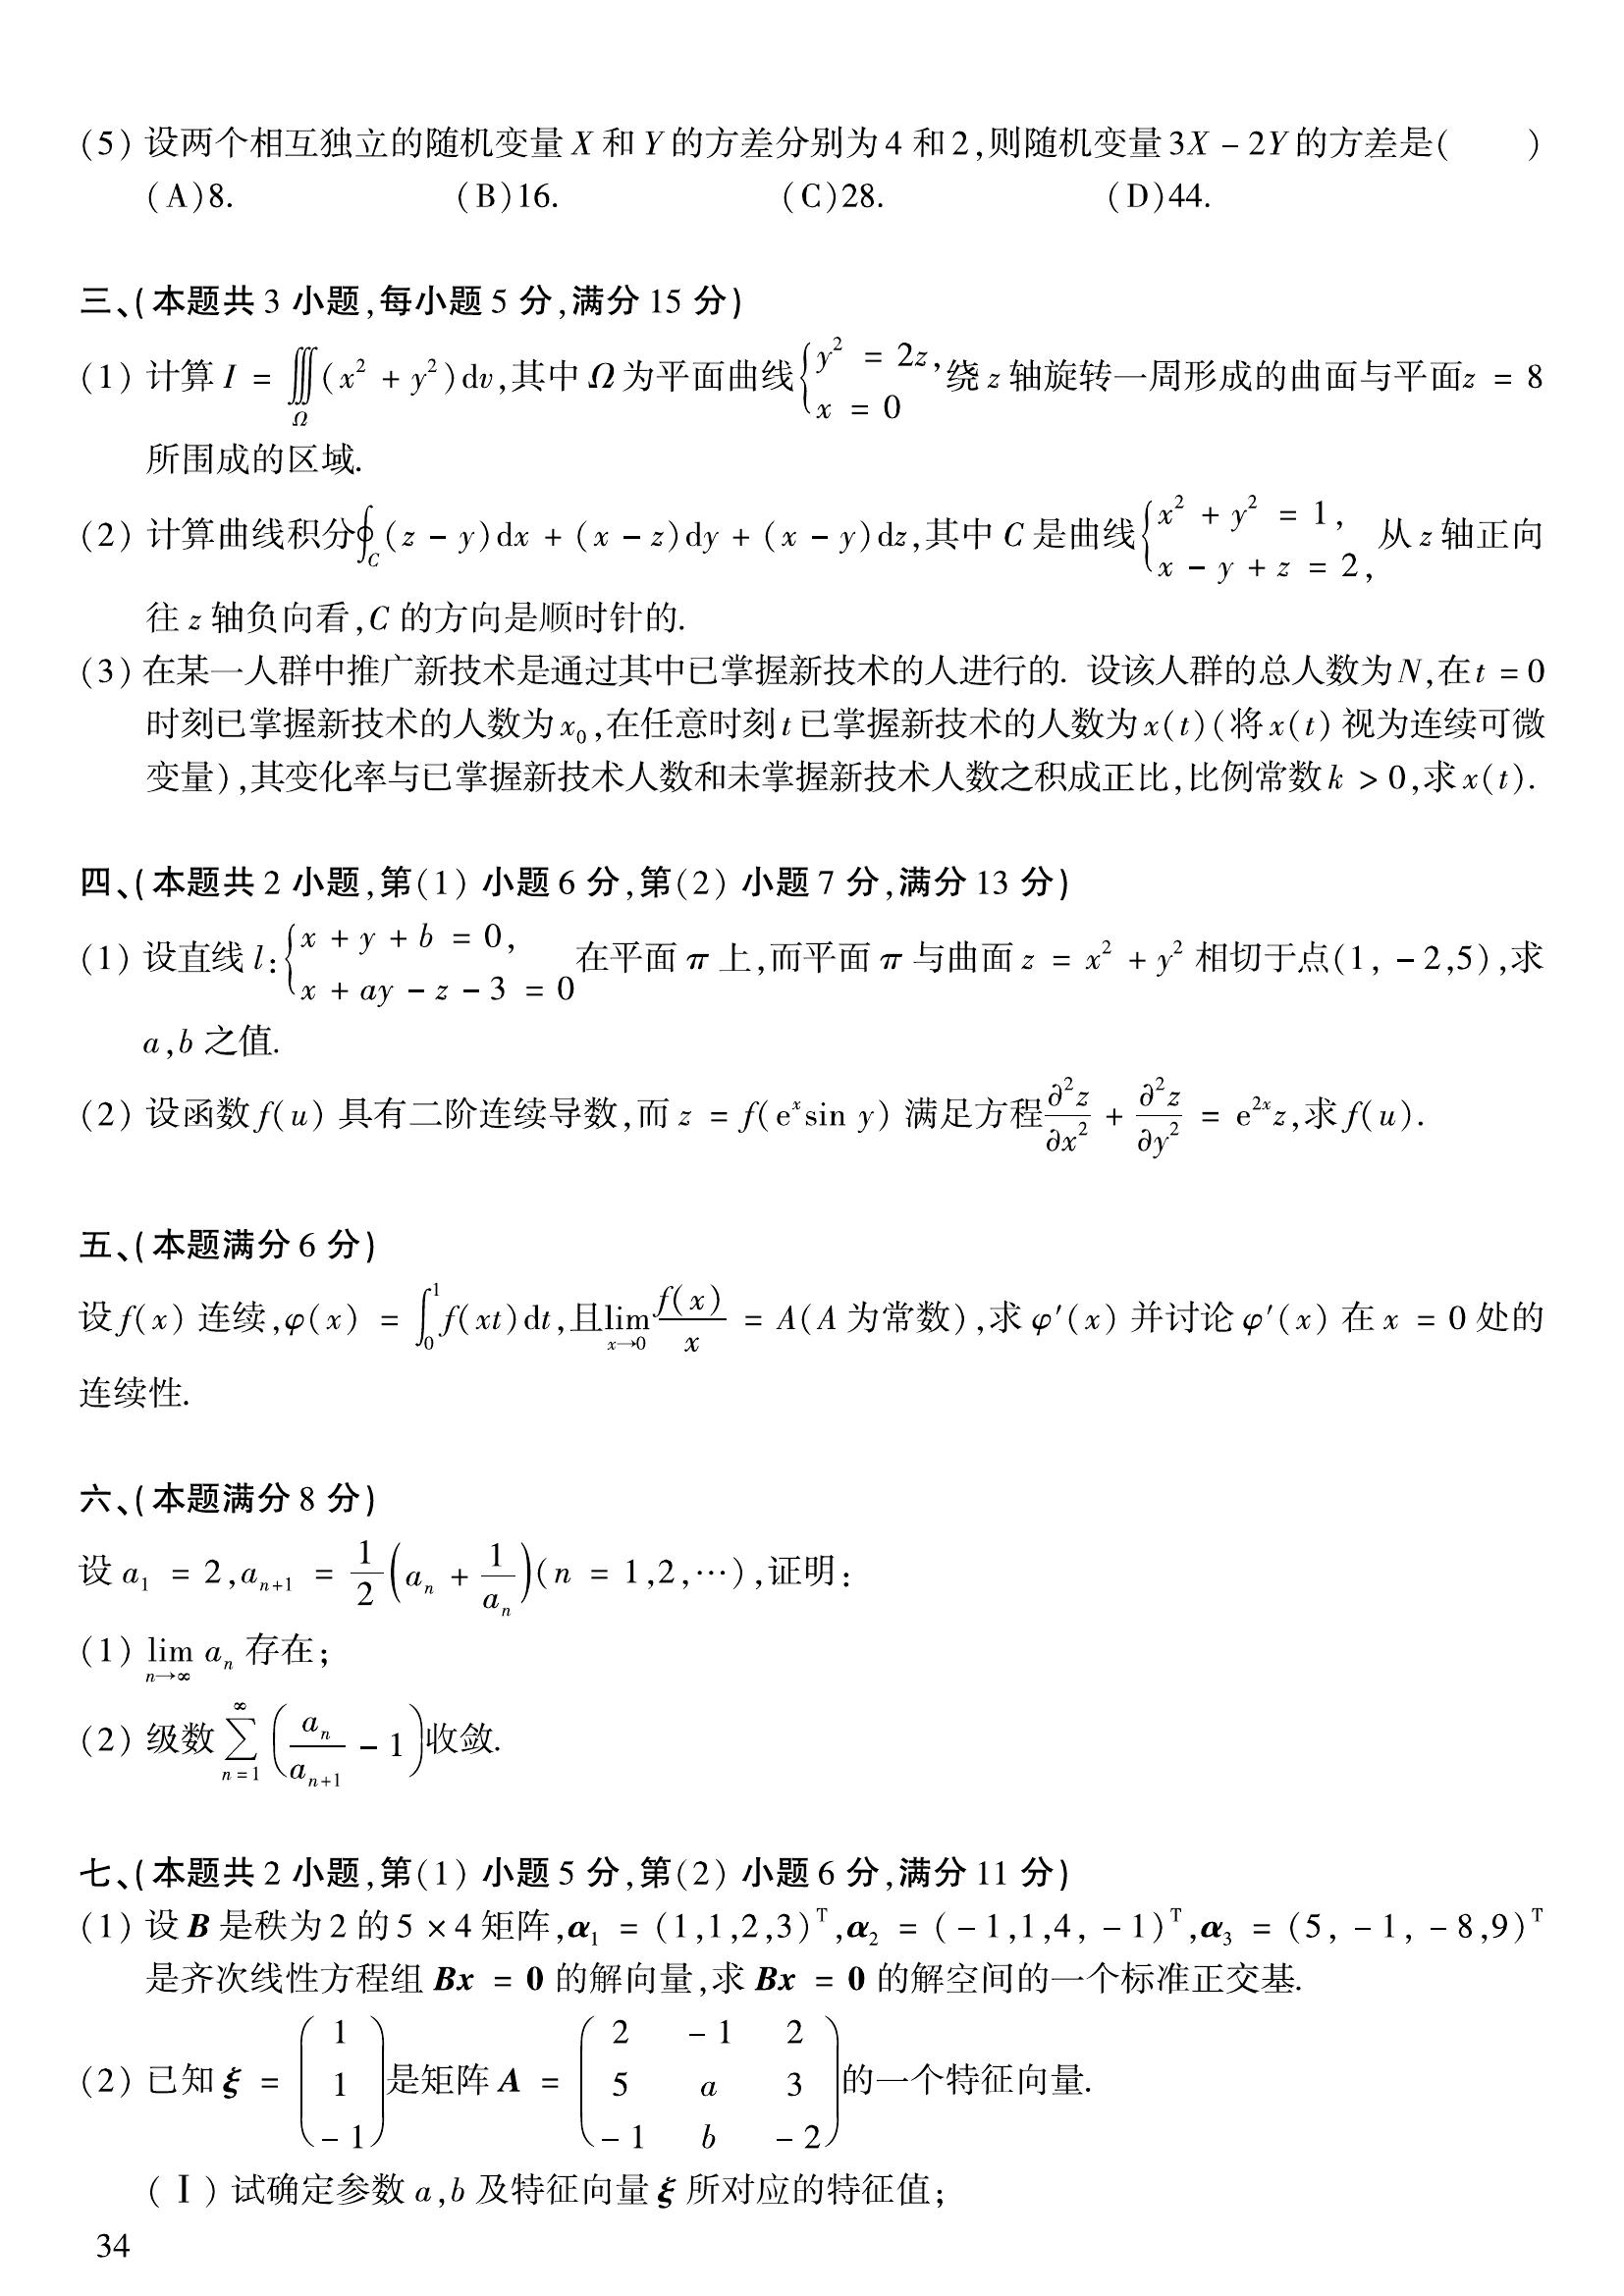 (5) 设两个相互独立的随机变量 X 和 Y 的方差分别为 4 和 2,则随机变量 3X − 2Y 的方差是(  )
(A)8. (B)16. (C)28. (D)44.
三、(本题共 3 小题,每小题 5 分,满分 15 分)
(1) 计算 $I = \iiint\limits_{\Omega}(x^2 + y^2)\mathrm{d}v$,其中 Ω 为平面曲线 $\begin{cases} y^2 = 2z, \\ x = 0 \end{cases}$ 绕 z 轴旋转一周形成的曲面与平面 z = 8
所围成的区域.
(2) 计算曲线积分 $\oint_C (z - y)\mathrm{d}x + (x - z)\mathrm{d}y + (x - y)\mathrm{d}z$,其中 C 是曲线 $\begin{cases} x^2 + y^2 = 1, \\ x - y + z = 2, \end{cases}$ 从 z 轴正向
往 z 轴负向看,C 的方向是顺时针的.
(3) 在某一人群中推广新技术是通过其中已掌握新技术的人进行的. 设该人群的总人数为 N,在 t = 0
时刻已掌握新技术的人数为 $x_0$,在任意时刻 t 已掌握新技术的人数为 x(t)(将 x(t) 视为连续可微
变量),其变化率与已掌握新技术人数和未掌握新技术人数之积成正比,比例常数 k > 0,求 x(t).
四、(本题共 2 小题,第(1) 小题 6 分,第(2) 小题 7 分,满分 13 分)
(1) 设直线 $l: \begin{cases} x + y + b = 0, \\ x + ay - z - 3 = 0 \end{cases}$ 在平面 π 上,而平面 π 与曲面 $z = x^2 + y^2$ 相切于点(1, −2,5),求
a,b 之值.
(2) 设函数 f(u) 具有二阶连续导数,而 $z = f(\mathrm{e}^x \sin y)$ 满足方程 $\frac{\partial^2 z}{\partial x^2} + \frac{\partial^2 z}{\partial y^2} = \mathrm{e}^{2x}z$,求 f(u).
五、(本题满分 6 分)
设 f(x) 连续,$\varphi(x) = \int_0^1 f(xt)\mathrm{d}t$,且 $\lim\limits_{x \to 0}\frac{f(x)}{x} = A$(A 为常数),求 φ′(x) 并讨论 φ′(x) 在 x = 0 处的
连续性.
六、(本题满分 8 分)
设 $a_1 = 2, a_{n+1} = \frac{1}{2}\left(a_n + \frac{1}{a_n}\right)(n = 1,2,\cdots)$,证明:
(1) $\lim\limits_{n \to \infty} a_n$ 存在;
(2) 级数 $\sum\limits_{n=1}^{\infty}\left(\frac{a_n}{a_{n+1}} - 1\right)$ 收敛.
七、(本题共 2 小题,第(1) 小题 5 分,第(2) 小题 6 分,满分 11 分)
(1) 设 B 是秩为 2 的 5 × 4 矩阵,$\alpha_1 = (1,1,2,3)^{\mathrm{T}}, \alpha_2 = (-1,1,4,-1)^{\mathrm{T}}, \alpha_3 = (5,-1,-8,9)^{\mathrm{T}}$
是齐次线性方程组 Bx = 0 的解向量,求 Bx = 0 的解空间的一个标准正交基.
(2) 已知 $\xi = \begin{pmatrix} 1 \\ 1 \\ -1 \end{pmatrix}$ 是矩阵 $A = \begin{pmatrix} 2 & -1 & 2 \\ 5 & a & 3 \\ -1 & b & -2 \end{pmatrix}$ 的一个特征向量.
(Ⅰ) 试确定参数 a,b 及特征向量 ξ 所对应的特征值;
34